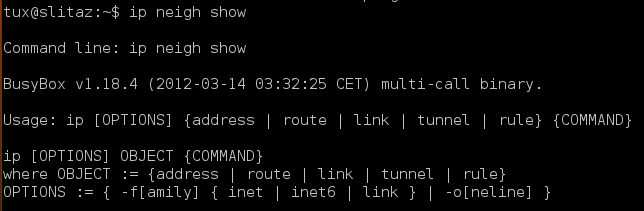 tux@slitaz:~$ ip neigh show
Command line: ip neigh show
BusyBox v1.18.4 (2012-03-14 03:32:25 CET) multi-call binary.
Usage: ip [OPTIONS] {address | route | link | tunnel | rule} {COMMAND}
ip [OPTIONS] OBJECT {COMMAND}
where OBJECT := {address | route | link | tunnel | rule}
OPTIONS := { -f[amily] { inet | inet6 | link } | -o[neline] }